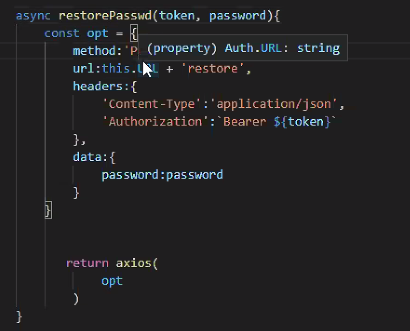 async restorePasswd(token, password){
const opt = {
method:'P
(property) Auth.URL: string
url:this.URL + 'restore',
headers:{
'Content-Type':'application/json',
'Authorization':`Bearer ${token}`
},
data:{
password:password
}
}
return axios(
opt
)
}